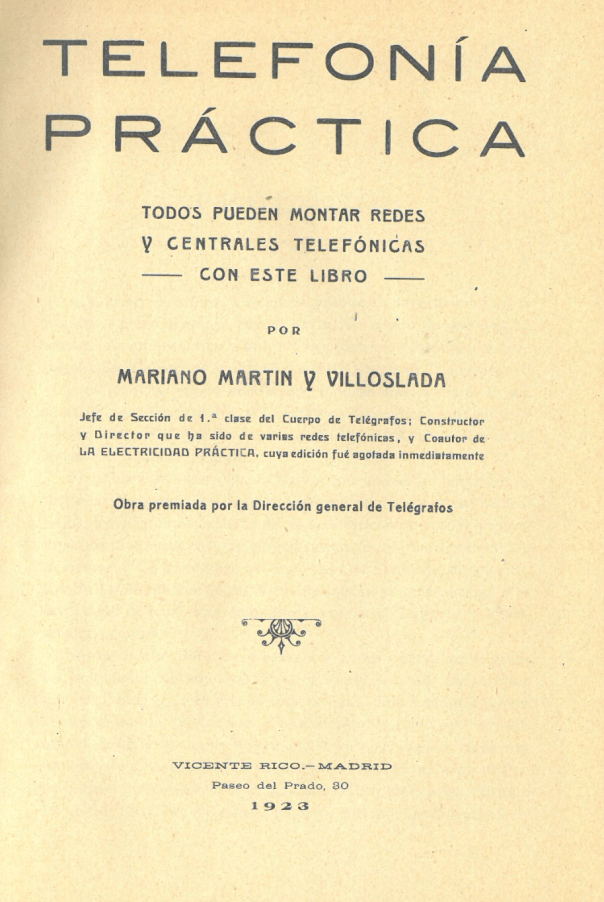 TELEFONÍA
PRÁCTICA
TODOS PUEDEN MONTAR REDES
Y CENTRALES TELEFÓNICAS
CON ESTE LIBRO
POR
MARIANO MARTIN Y VILLOSLADA
Jefe de Sección de 1.ª clase del Cuerpo de Telégrafos; Constructor
y Director que ha sido de varias redes telefónicas, y Coautor de
LA ELECTRICIDAD PRÁCTICA, cuya edición fué agotada inmediatamente
Obra premiada por la Dirección general de Telégrafos
VICENTE RICO.—MADRID
Paseo del Prado, 30
1923